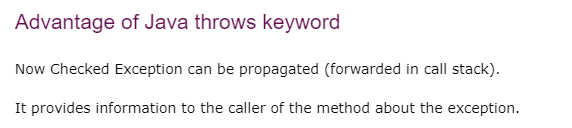 Advantage of Java throws keyword
Now Checked Exception can be propagated (forwarded in call stack).
It provides information to the caller of the method about the exception.